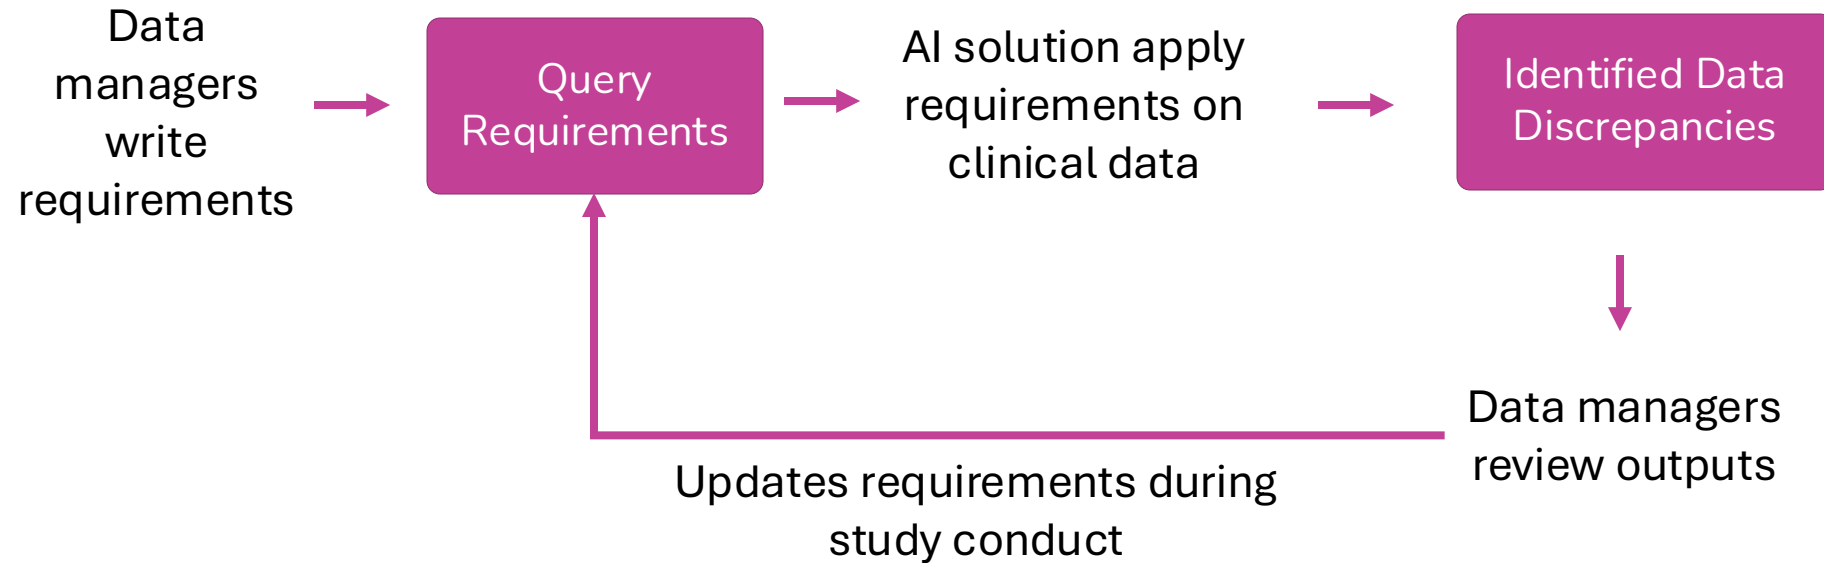 Data
managers
write
requirements
Query
Requirements
AI solution apply
requirements on
clinical data
Identified Data
Discrepancies
Data managers
review outputs
Updates requirements during
study conduct